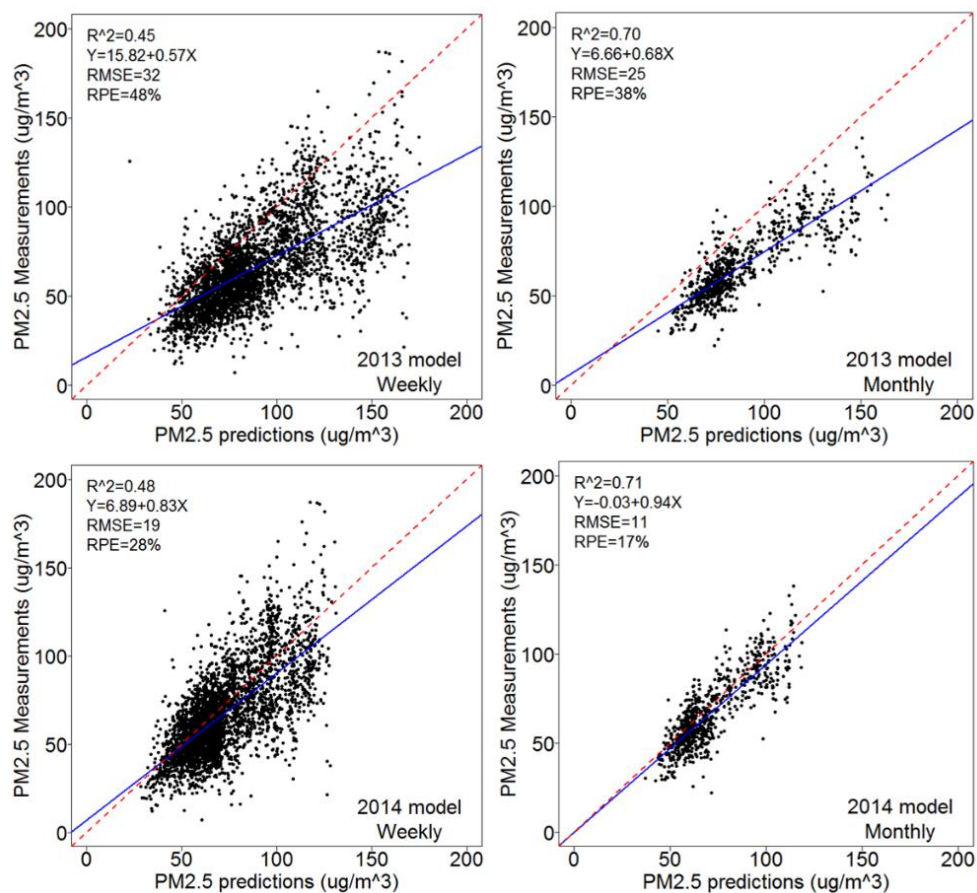 R^2=0.45
Y=15.82+0.57X
RMSE=32
RPE=48%
200
150
100
50
0
PM2.5 Measurements (ug/m^3)
2013 model
Weekly
0 50 100 150 200
PM2.5 predictions (ug/m^3)
R^2=0.70
Y=6.66+0.68X
RMSE=25
RPE=38%
200
150
100
50
0
PM2.5 Measurements (ug/m^3)
2013 model
Monthly
0 50 100 150 200
PM2.5 predictions (ug/m^3)
R^2=0.48
Y=6.89+0.83X
RMSE=19
RPE=28%
200
150
100
50
0
PM2.5 Measurements (ug/m^3)
2014 model
Weekly
0 50 100 150 200
PM2.5 predictions (ug/m^3)
R^2=0.71
Y=-0.03+0.94X
RMSE=11
RPE=17%
200
150
100
50
0
PM2.5 Measurements (ug/m^3)
2014 model
Monthly
0 50 100 150 200
PM2.5 predictions (ug/m^3)